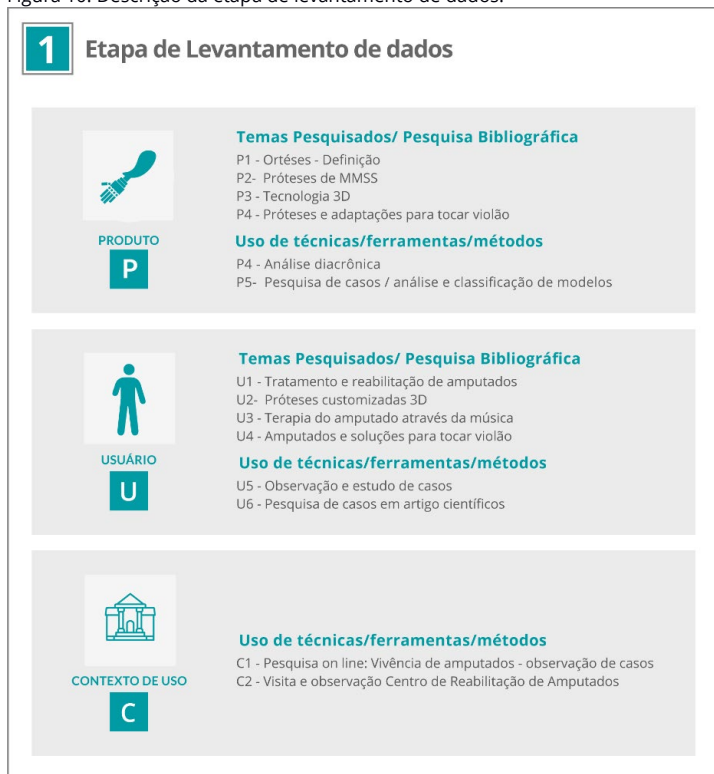 Figura 16: Descrição da etapa de levantamento de dados.
1 Etapa de Levantamento de dados
Temas Pesquisados/ Pesquisa Bibliográfica
P1 - Ortéses - Definição
P2- Próteses de MMSS
P3 - Tecnologia 3D
P4 - Próteses e adaptações para tocar violão
PRODUTO
P
Uso de técnicas/ferramentas/métodos
P4 - Análise diacrônica
P5- Pesquisa de casos / análise e classificação de modelos
Temas Pesquisados/ Pesquisa Bibliográfica
U1 - Tratamento e reabilitação de amputados
U2- Próteses customizadas 3D
U3 - Terapia do amputado através da música
U4 - Amputados e soluções para tocar violão
USUÁRIO
U
Uso de técnicas/ferramentas/métodos
U5 - Observação e estudo de casos
U6 - Pesquisa de casos em artigo científicos
CONTEXTO DE USO
C
Uso de técnicas/ferramentas/métodos
C1 - Pesquisa on line: Vivência de amputados - observação de casos
C2 - Visita e observação Centro de Reabilitação de Amputados